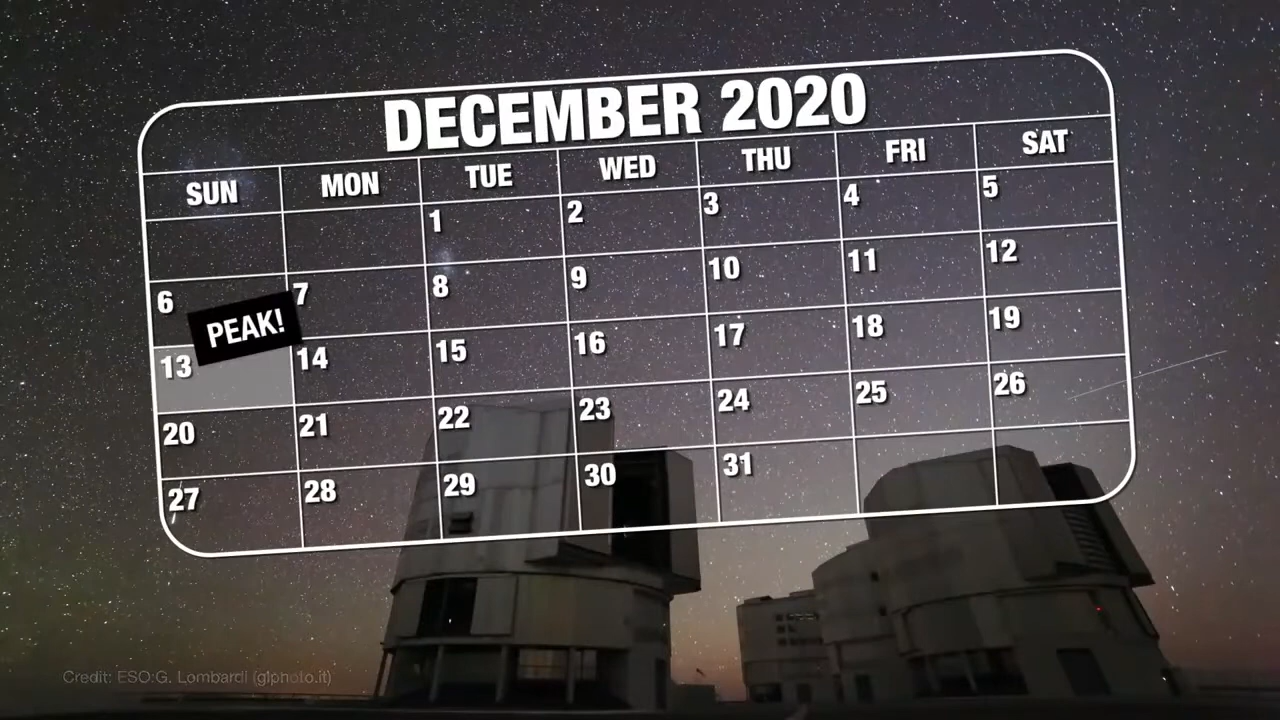 DECEMBER 2020
SUN MON TUE WED THU FRI SAT
1 2 3 4 5
6 7 8 9 10 11 12
PEAK!
13 14 15 16 17 18 19
20 21 22 23 24 25 26
27 28 29 30 31
Credit: ESO:G. Lombardi (glphoto.it)